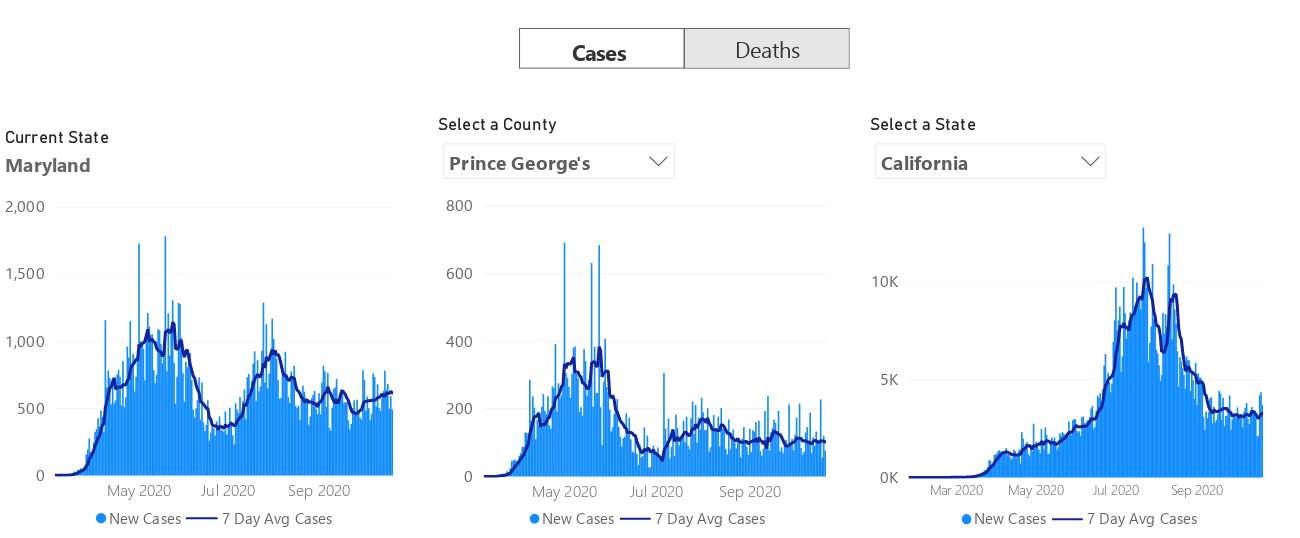 Cases Deaths
Current State
Maryland
2,000
1,500
1,000
500
0
May 2020 Jul 2020 Sep 2020
New Cases 7 Day Avg Cases
Select a County
Prince George's
800
600
400
200
0
May 2020 Jul 2020 Sep 2020
New Cases 7 Day Avg Cases
Select a State
California
10K
5K
0K
Mar 2020 May 2020 Jul 2020 Sep 2020
New Cases 7 Day Avg Cases